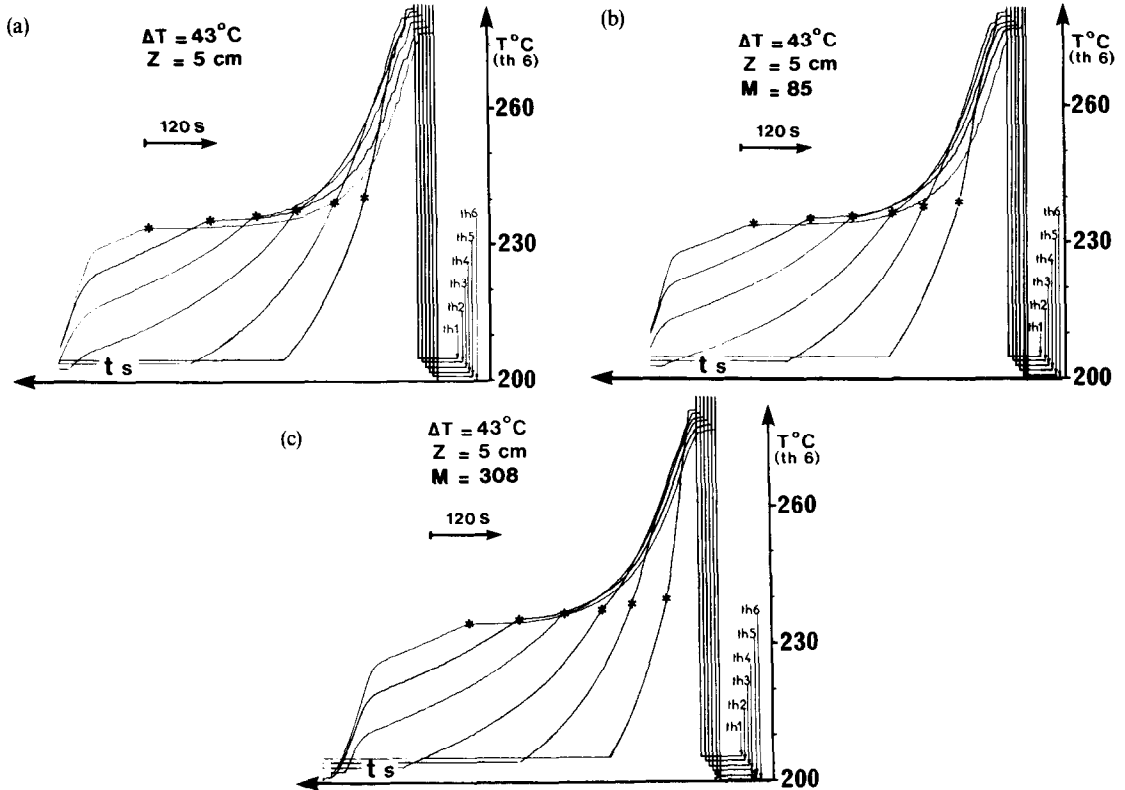 (a)
ΔT = 43°C
Z = 5 cm
120 S
T°C
(th 6)
260
230
200
th6
th5
th4
th3
th2
th1
t s
(b)
ΔT = 43°C
Z = 5 cm
M = 85
120 S
T°C
(th 6)
260
230
200
th6
th5
th4
th3
th2
th1
t s
(c)
ΔT = 43°C
Z = 5 cm
M = 308
120 S
T°C
(th 6)
260
230
200
th6
th5
th4
th3
th2
th1
t s